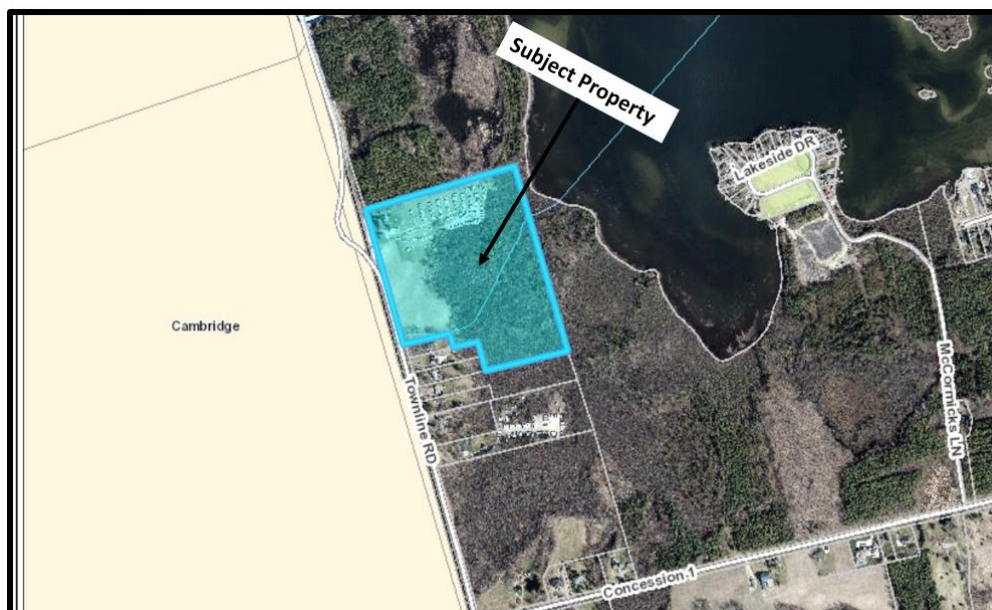 Subject Property
Lakeside DR
Cambridge
Townline RD
McCormicks LN
Concession 1